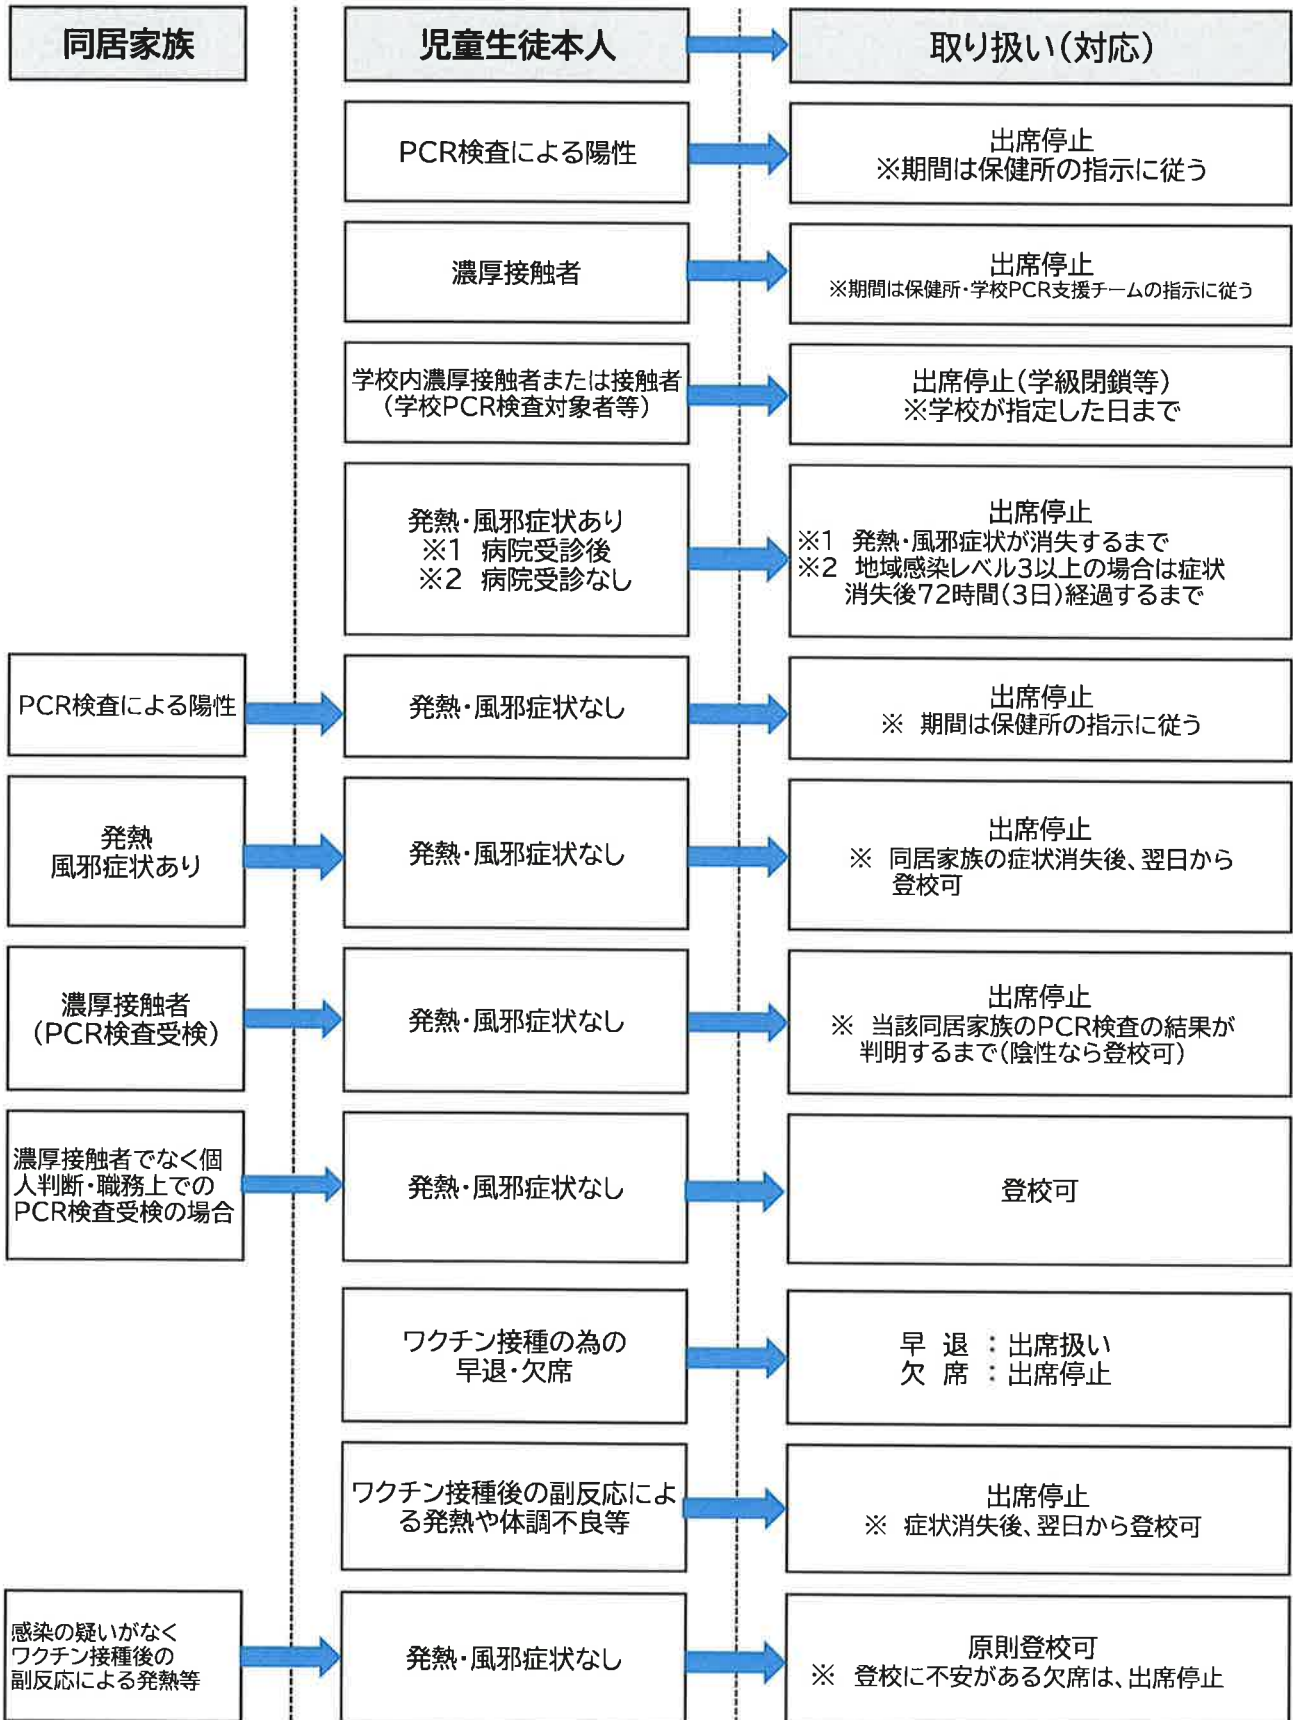 同居家族
児童生徒本人
取り扱い（対応）
PCR検査による陽性
出席停止
※期間は保健所の指示に従う
濃厚接触者
出席停止
※期間は保健所・学校PCR支援チームの指示に従う
学校内濃厚接触者または接触者
（学校PCR検査対象者等）
出席停止（学級閉鎖等）
※学校が指定した日まで
発熱・風邪症状あり
※1 病院受診後
※2 病院受診なし
出席停止
※1 発熱・風邪症状が消失するまで
※2 地域感染レベル3以上の場合は症状
消失後72時間（3日）経過するまで
PCR検査による陽性
発熱・風邪症状なし
出席停止
※ 期間は保健所の指示に従う
発熱
風邪症状あり
発熱・風邪症状なし
出席停止
※ 同居家族の症状消失後、翌日から
登校可
濃厚接触者
（PCR検査受検）
発熱・風邪症状なし
出席停止
※ 当該同居家族のPCR検査の結果が
判明するまで（陰性なら登校可）
濃厚接触者でなく個
人判断・職務上での
PCR検査受検の場合
発熱・風邪症状なし
登校可
ワクチン接種の為の
早退・欠席
早 退 ：出席扱い
欠 席 ：出席停止
ワクチン接種後の副反応によ
る発熱や体調不良等
出席停止
※ 症状消失後、翌日から登校可
感染の疑いがなく
ワクチン接種後の
副反応による発熱等
発熱・風邪症状なし
原則登校可
※ 登校に不安がある欠席は、出席停止